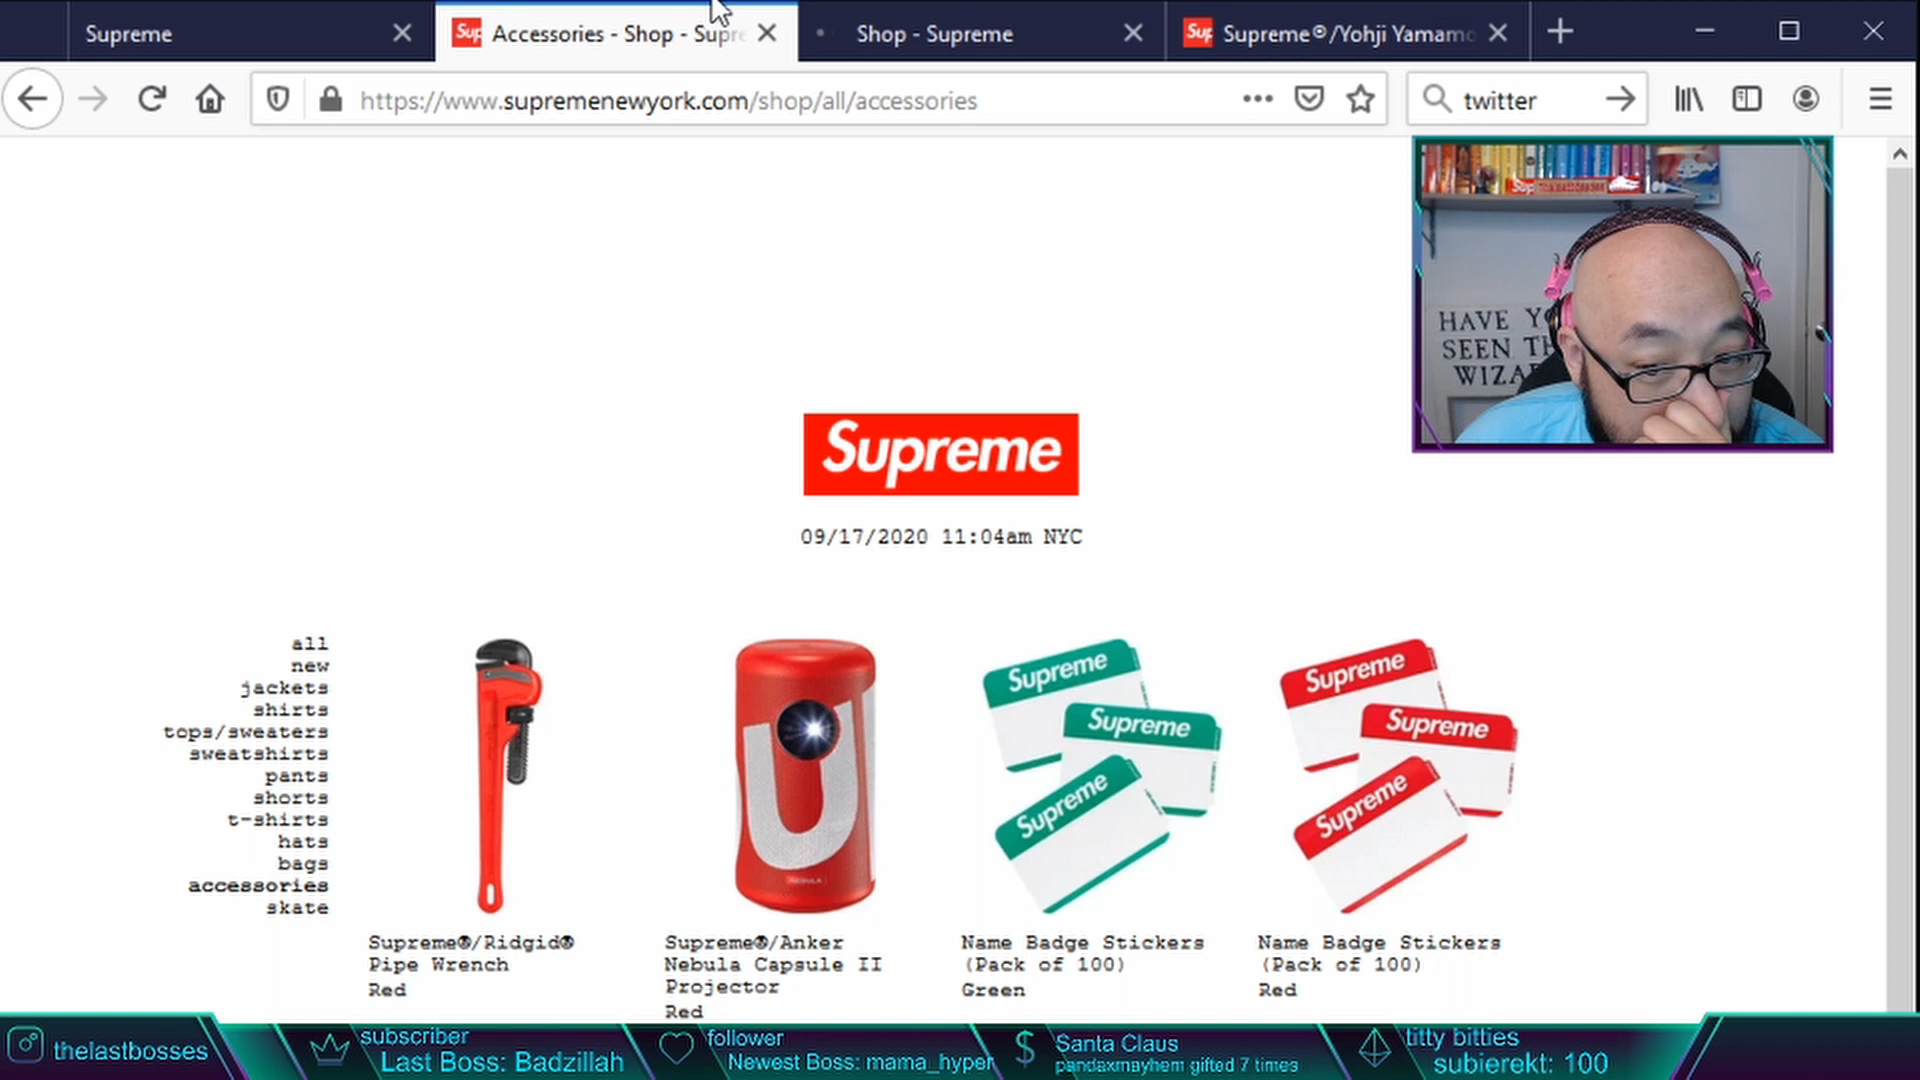 Supreme
Accessories - Shop - Supre
Shop - Supreme
Supreme®/Yohji Yamamo
https://www.supremenewyork.com/shop/all/accessories
twitter
HAVE YO
SEEN TH
WIZA
Supreme
09/17/2020 11:04am NYC
all
new
jackets
shirts
tops/sweaters
sweatshirts
pants
shorts
t-shirts
hats
bags
accessories
skate
Supreme
Supreme
Supreme
Supreme
Supreme
Supreme
Supreme®/Ridgid®
Pipe Wrench
Red
Supreme®/Anker
Nebula Capsule II
Projector
Red
Name Badge Stickers
(Pack of 100)
Green
Name Badge Stickers
(Pack of 100)
Red
thelastbosses
subscriber
Last Boss: Badzillah
follower
Newest Boss: mama_hyper
Santa Claus
pandaxmayhem gifted 7 times
titty bitties
subierekt: 100